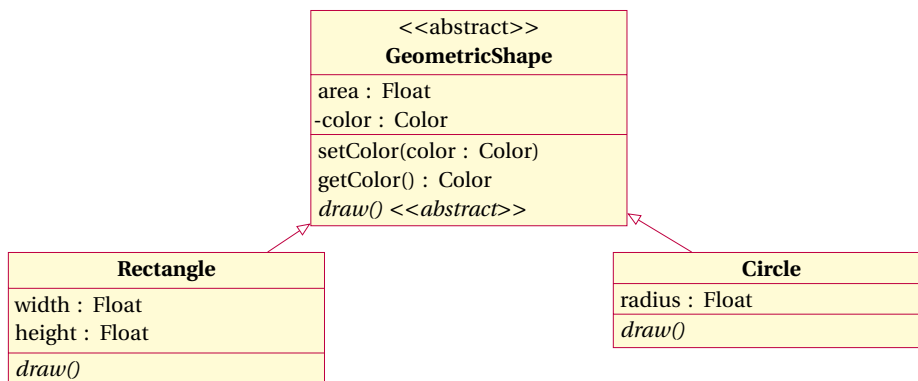 <<abstract>>
GeometricShape
area : Float
-color : Color
setColor(color : Color)
getColor() : Color
draw() <<abstract>>
Rectangle
width : Float
height : Float
draw()
Circle
radius : Float
draw()